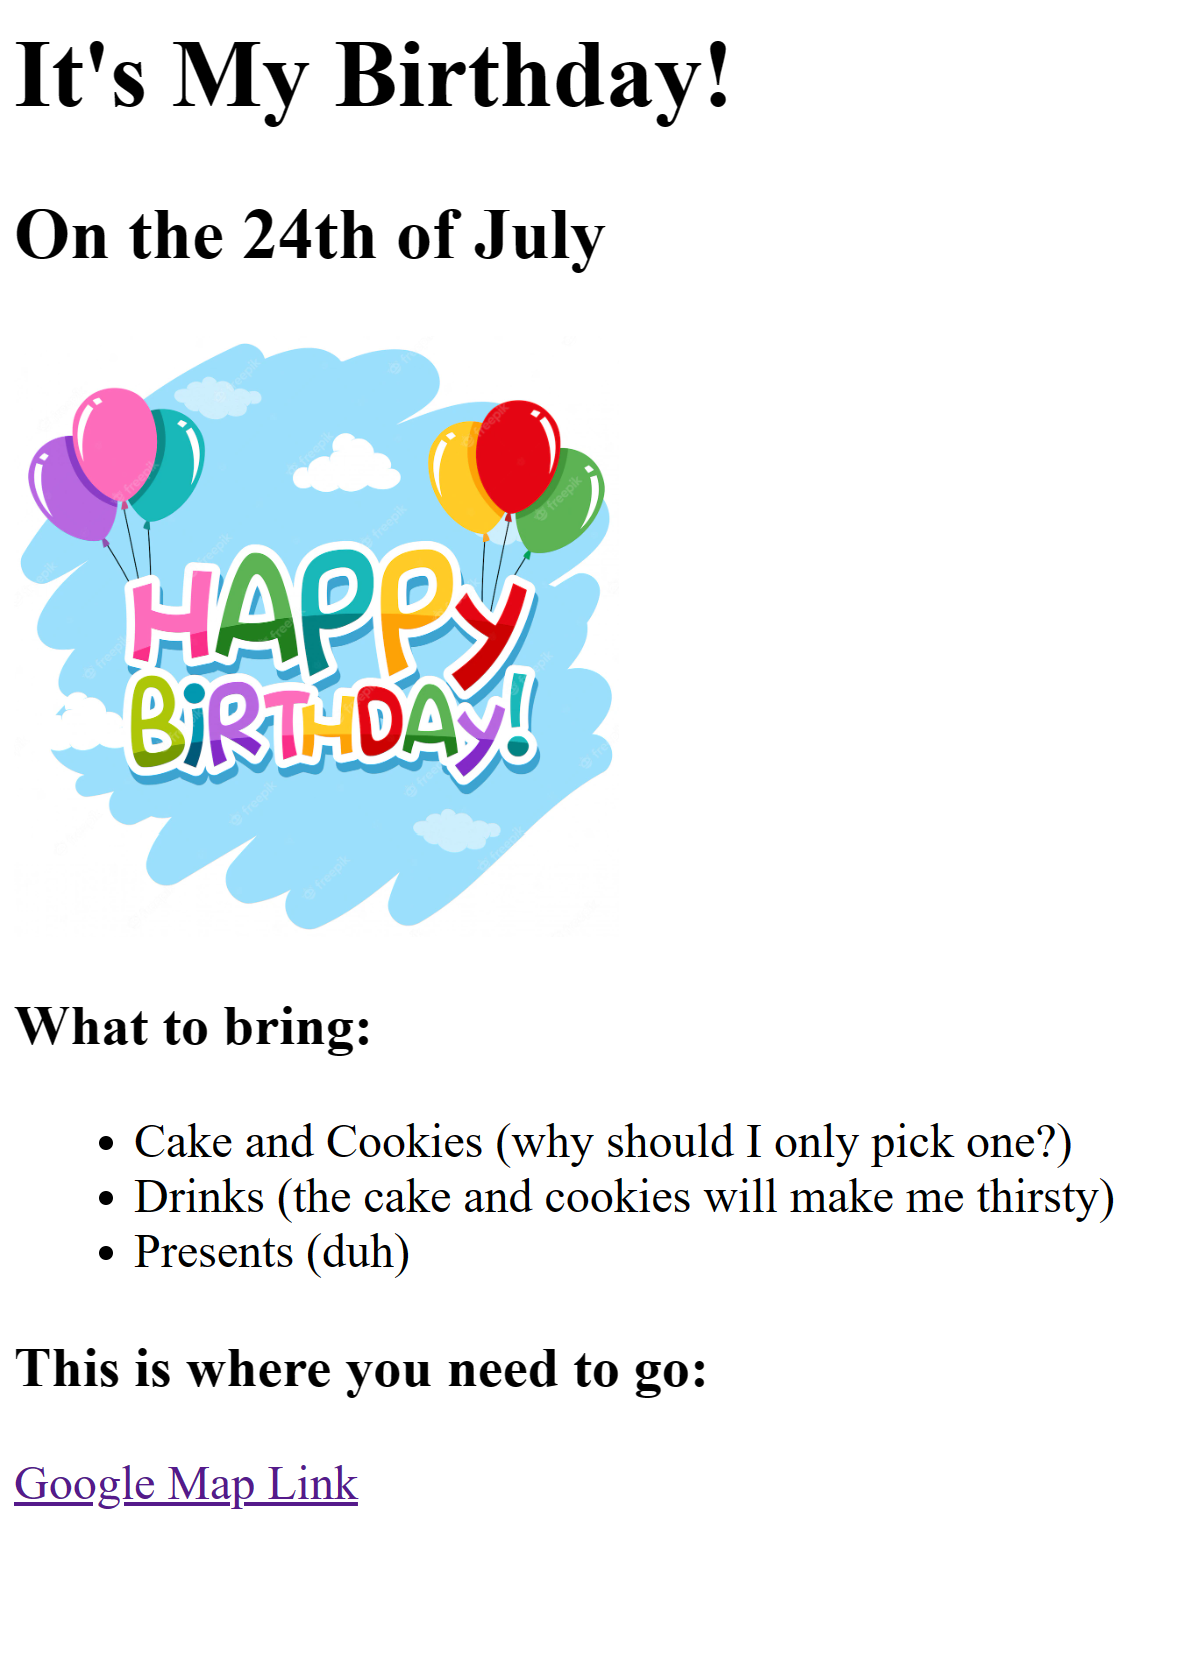 It's My Birthday!
On the 24th of July
HAPPY
BiRTHDAY!
What to bring:
Cake and Cookies (why should I only pick one?)
Drinks (the cake and cookies will make me thirsty)
Presents (duh)
This is where you need to go:
Google Map Link